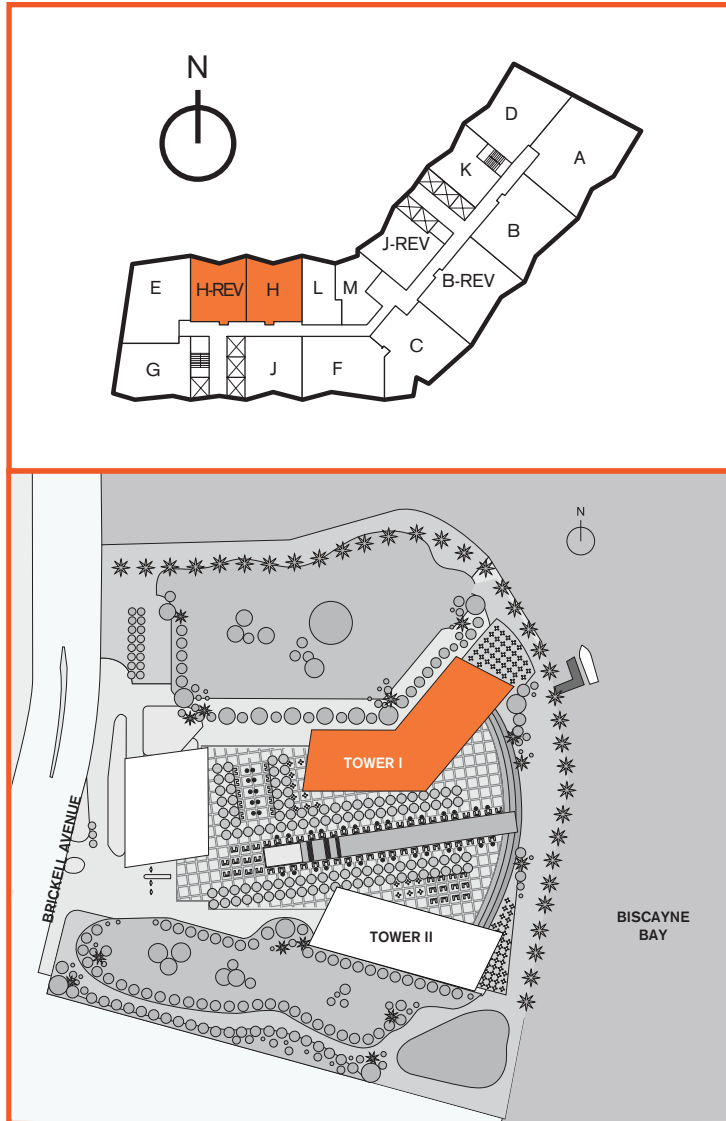 N
D
A
K
B
J-REV
B-REV
E
H-REV
H
L
M
C
G
J
F
N
TOWER I
BRICKELL AVENUE
TOWER II
BISCAYNE
BAY